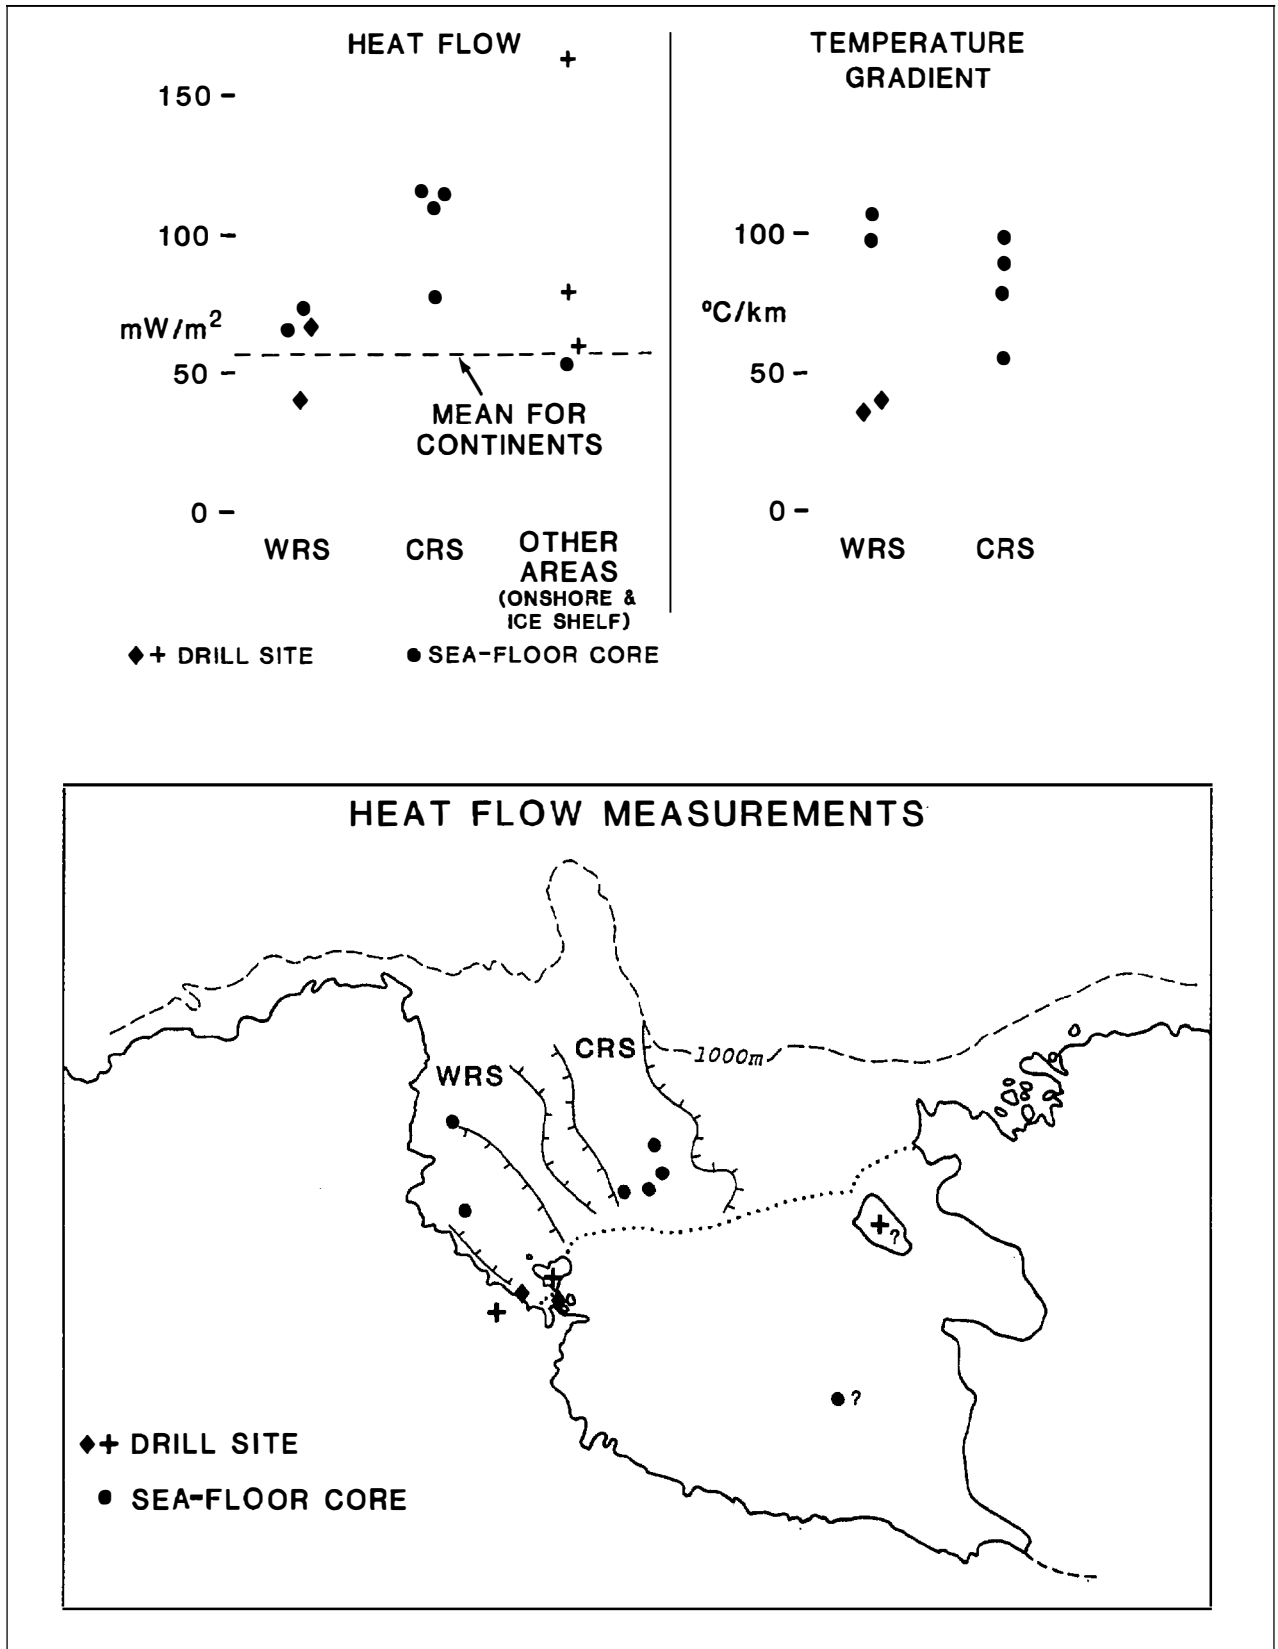 HEAT FLOW
150
100
mW/m²
50
0
MEAN FOR
CONTINENTS
WRS
CRS
OTHER
AREAS
(ONSHORE &
ICE SHELF)
TEMPERATURE
GRADIENT
100
°C/km
50
0
WRS
CRS
DRILL SITE
SEA-FLOOR CORE
HEAT FLOW MEASUREMENTS
CRS
1000m
WRS
?
?
DRILL SITE
SEA-FLOOR CORE